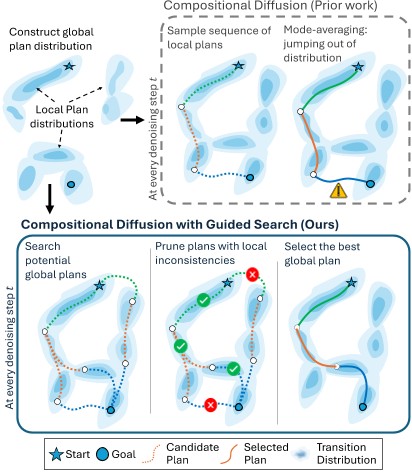 Compositional Diffusion (Prior work)
Construct global
plan distribution
Local Plan
distributions
At every denoising step t
Sample sequence of
local plans
Mode-averaging:
jumping out of
distribution
Compositional Diffusion with Guided Search (Ours)
At every denoising step t
Search
potential
global plans
Prune plans with local
inconsistencies
Select the best
global plan
Start
Goal
Candidate
Plan
Selected
Plan
Transition
Distribution